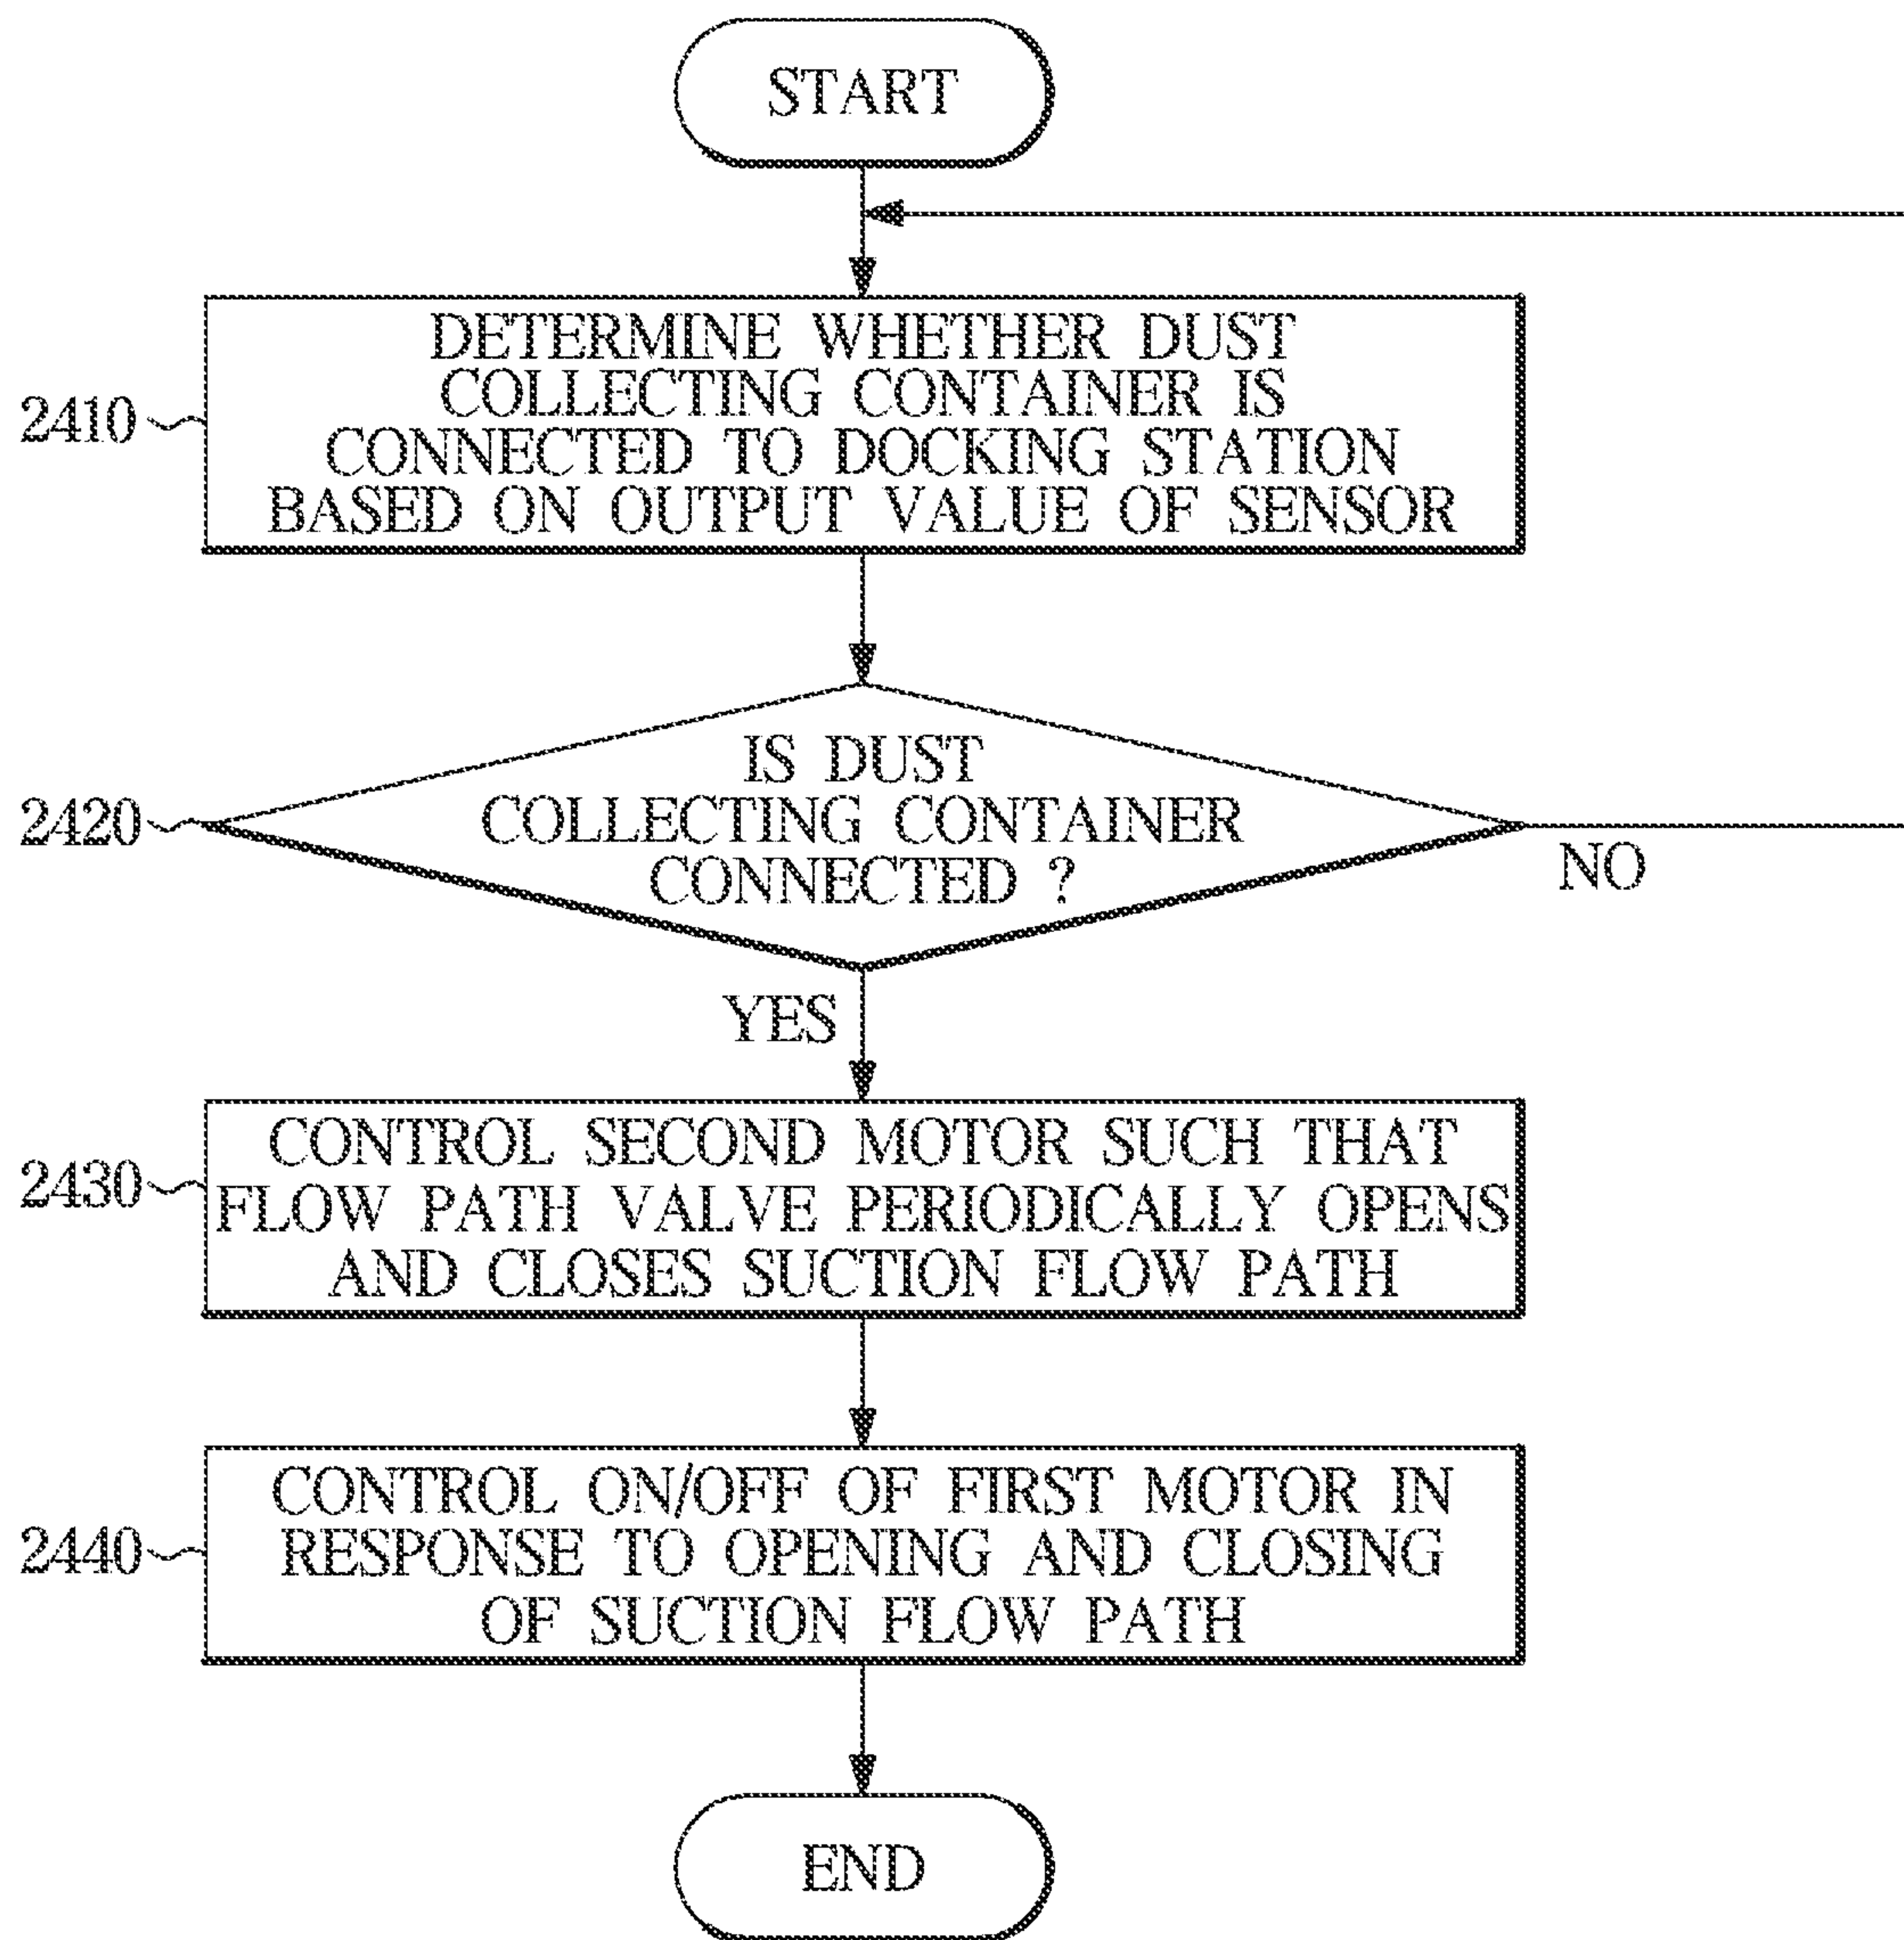 START
DETERMINE WHETHER DUST
COLLECTING CONTAINER IS
CONNECTED TO DOCKING STATION
BASED ON OUTPUT VALUE OF SENSOR
2410
IS DUST
COLLECTING CONTAINER
CONNECTED ?
2420
NO
YES
CONTROL SECOND MOTOR SUCH THAT
FLOW PATH VALVE PERIODICALLY OPENS
AND CLOSES SUCTION FLOW PATH
2430
CONTROL ON/OFF OF FIRST MOTOR IN
RESPONSE TO OPENING AND CLOSING
OF SUCTION FLOW PATH
2440
END